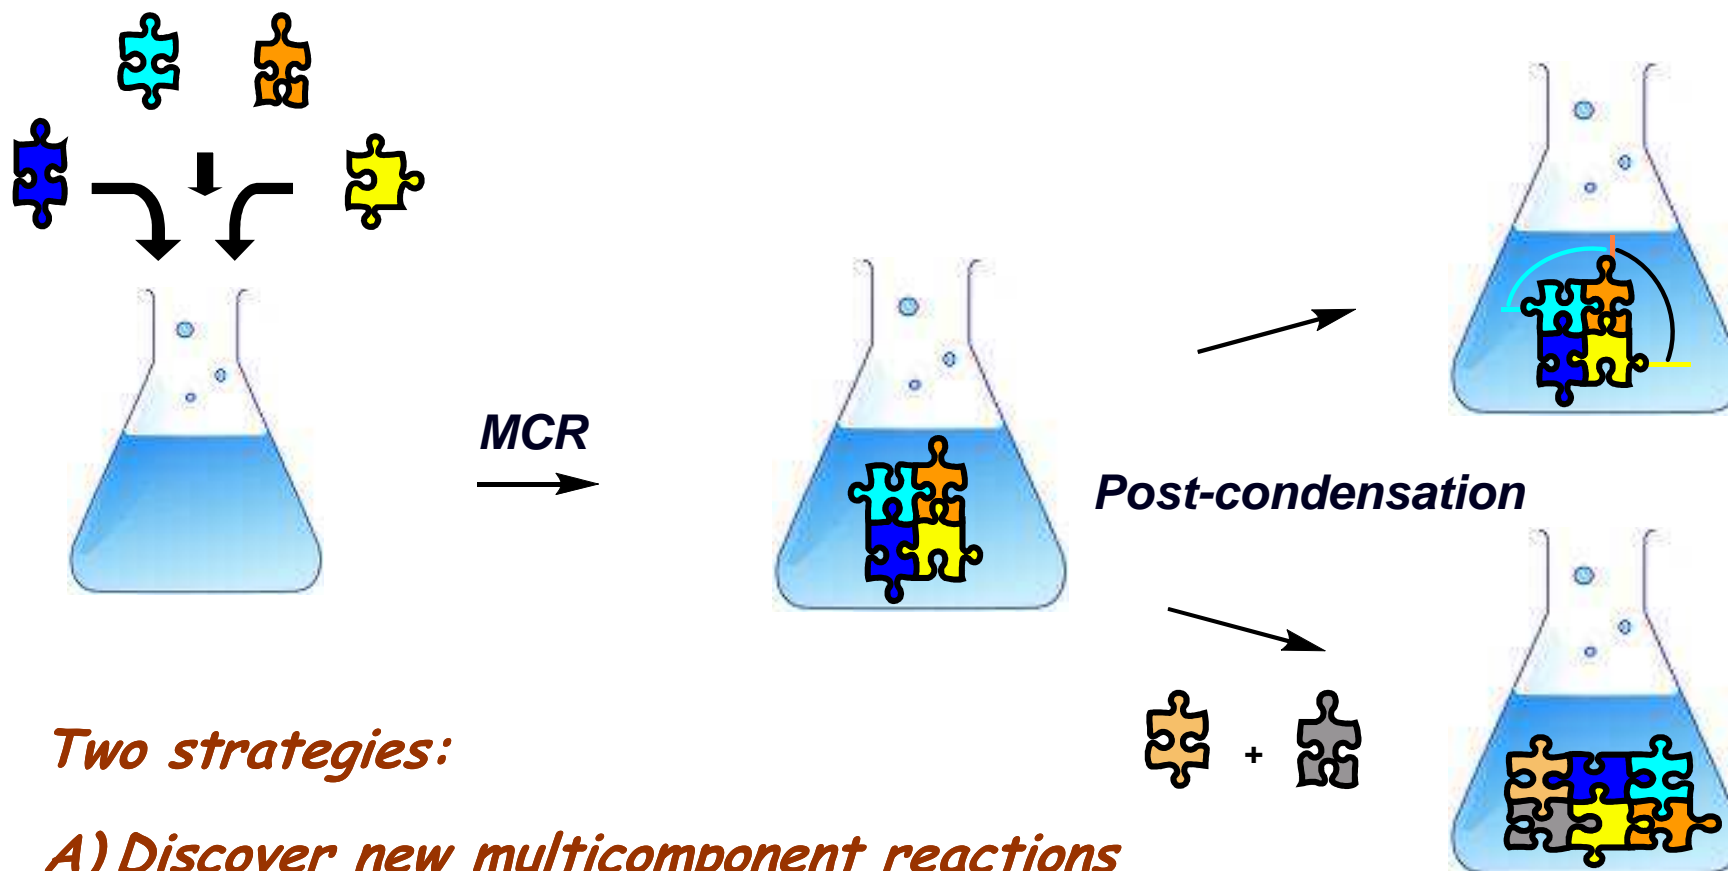 MCR
Post-condensation
+
Two strategies:
A) Discover new multicomponent reactions